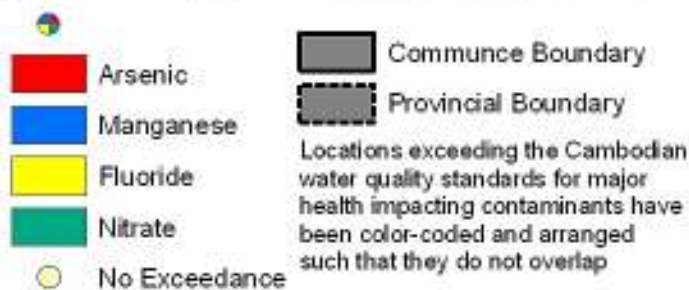 Arsenic
Manganese
Fluoride
Nitrate
No Exceedance
Communce Boundary
Provincial Boundary
Locations exceeding the Cambodian
water quality standards for major
health impacting contaminants have
been color-coded and arranged
such that they do not overlap